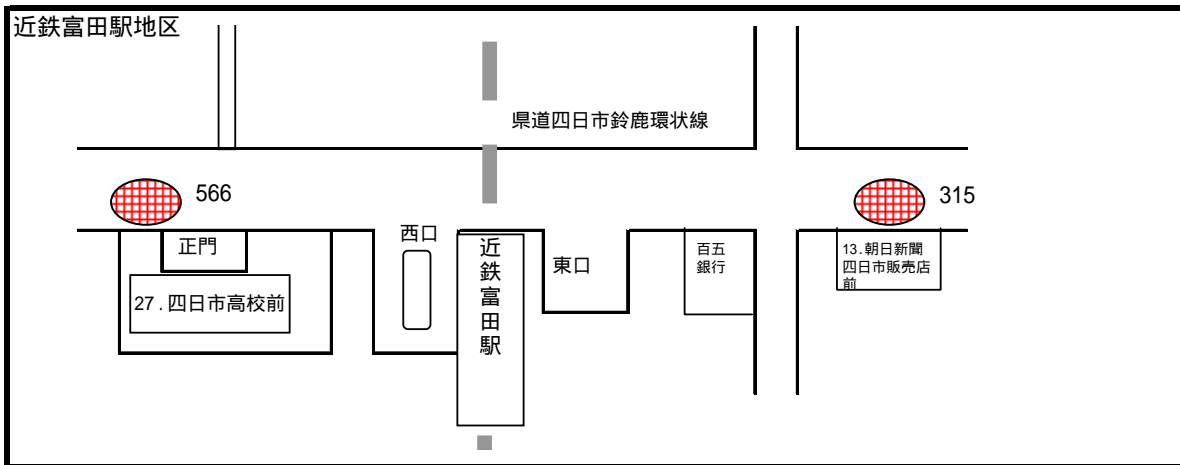 近鉄富田駅地区
県道四日市鈴鹿環状線
566
315
正門
西口
近鉄富田駅
東口
百五
銀行
13.朝日新聞
四日市販売店
前
27.四日市高校前